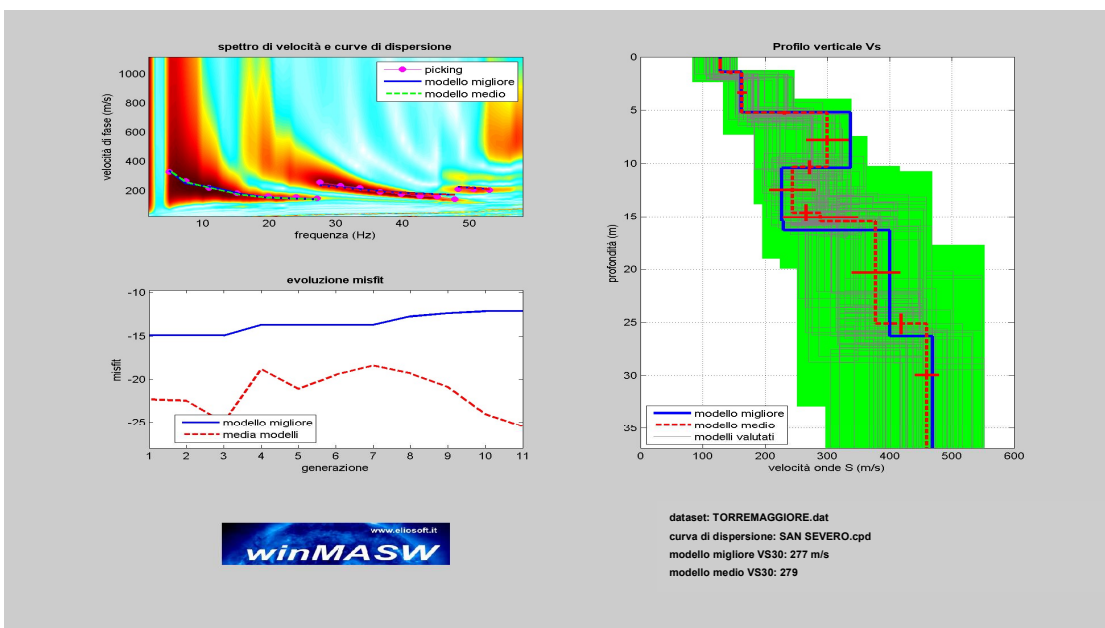 spettro di velocità e curve di dispersione
velocità di fase (m/s)
1000
800
600
400
200
picking
modello migliore
modello medio
10
20
30
40
50
frequenza (Hz)
evoluzione misfit
misfit
-10
-15
-20
-25
modello migliore
media modelli
1
2
3
4
5
6
7
8
9
10
11
generazione
Profilo verticale Vs
profondità (m)
0
5
10
15
20
25
30
35
modello migliore
modello medio
modelli valutati
0
100
200
300
400
500
600
velocità onde S (m/s)
www.eliosoft.it
winMASW
dataset: TORREMAGGIORE.dat
curva di dispersione: SAN SEVERO.cpd
modello migliore VS30: 277 m/s
modello medio VS30: 279